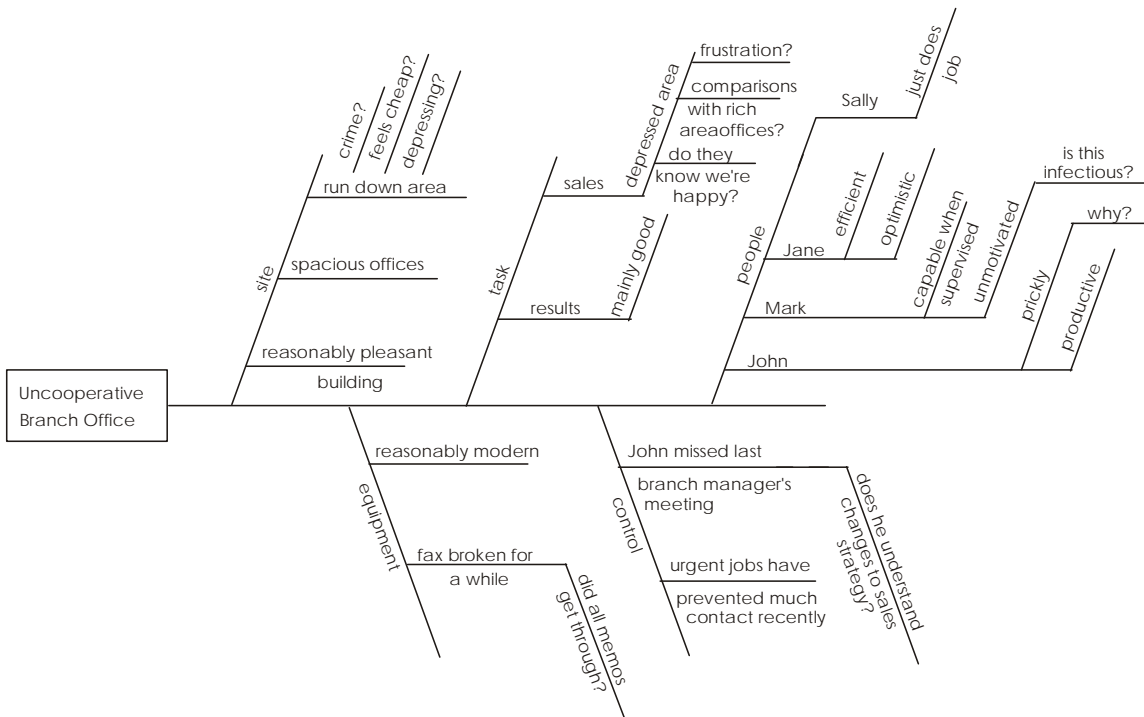 Uncooperative
Branch Office
site
run down area
crime?
feels cheap?
depressing?
spacious offices
reasonably pleasant
building
task
sales
depressed area
frustration?
comparisons
with rich
areaoffices?
do they
know we're
happy?
results
mainly good
people
Sally
just does
job
Jane
efficient
optimistic
Mark
capable when
supervised
unmotivated
is this
infectious?
John
prickly
why?
productive
equipment
reasonably modern
fax broken for
a while
did all memos
get through?
control
John missed last
branch manager's
meeting
does he understand
changes to sales
strategy?
urgent jobs have
prevented much
contact recently